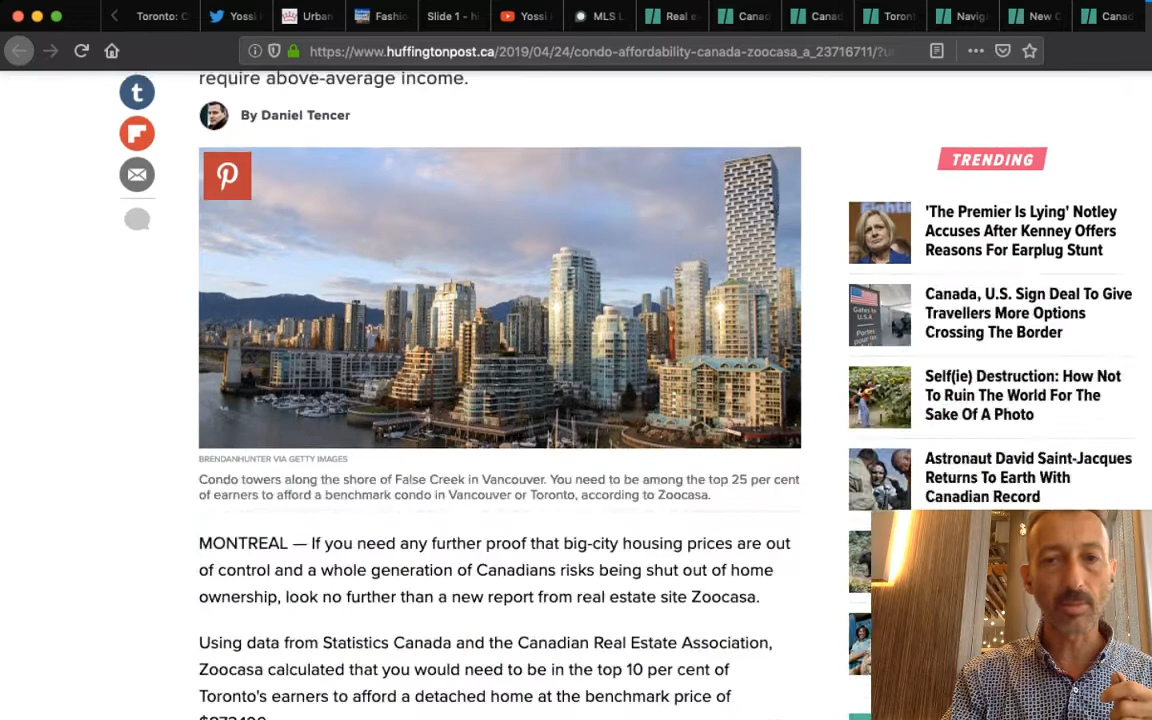 Toronto: C
Yossi
Urban
Fashio
Slide 1 - hi
Yossi
MLS L
Real e
Canad
Canad
Toront
Naviga
New C
Canad
https://www.huffingtonpost.ca/2019/04/24/condo-affordability-canada-zoocasa_a_23716711/?u
require above-average income.
By Daniel Tencer
BRENDANHUNTER VIA GETTY IMAGES
Condo towers along the shore of False Creek in Vancouver. You need to be among the top 25 per cent
of earners to afford a benchmark condo in Vancouver or Toronto, according to Zoocasa.
MONTREAL — If you need any further proof that big-city housing prices are out
of control and a whole generation of Canadians risks being shut out of home
ownership, look no further than a new report from real estate site Zoocasa.
Using data from Statistics Canada and the Canadian Real Estate Association,
Zoocasa calculated that you would need to be in the top 10 per cent of
Toronto's earners to afford a detached home at the benchmark price of
TRENDING
'The Premier Is Lying' Notley
Accuses After Kenney Offers
Reasons For Earplug Stunt
Canada, U.S. Sign Deal To Give
Travellers More Options
Crossing The Border
Self(ie) Destruction: How Not
To Ruin The World For The
Sake Of A Photo
Astronaut David Saint-Jacques
Returns To Earth With
Canadian Record